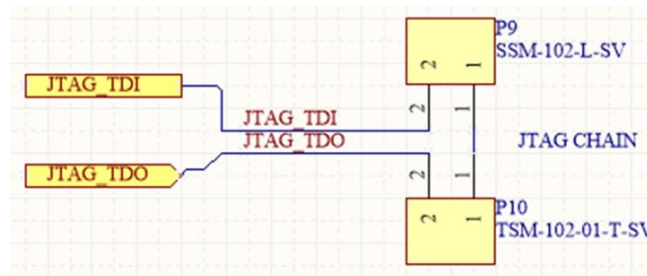 P9
SSM-102-L-SV
2 1
JTAG_TDI
2 1
JTAG_TDI
JTAG_TDO
JTAG CHAIN
JTAG_TDO
2 1
P10
2 1
TSM-102-01-T-SV